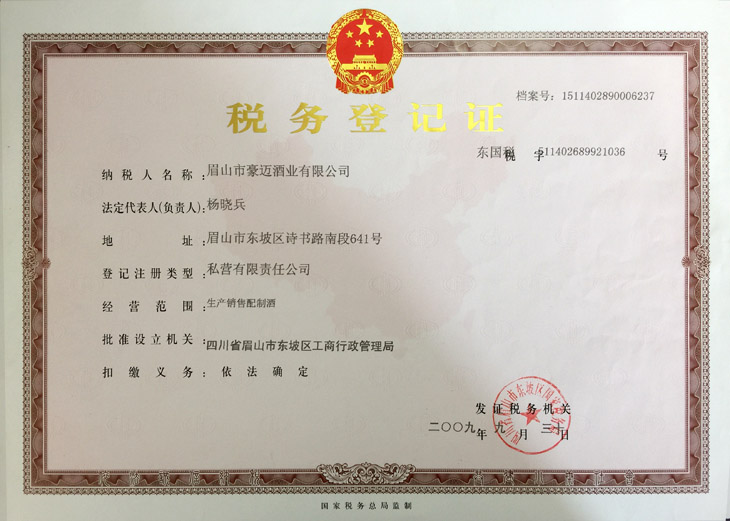 档案号：1511402890006237
税务登记证
东国税 税 字 511402689921036 号
纳税人名称：眉山市豪迈酒业有限公司
法定代表人(负责人)：杨晓兵
地 址：眉山市东坡区诗书路南段641号
登记注册类型：私营有限责任公司
经营范围：生产销售配制酒
批准设立机关：四川省眉山市东坡区工商行政管理局
扣缴义务：依法确定
发证税务机关
二〇〇九年 九 月 三十 日
国家税务总局监制